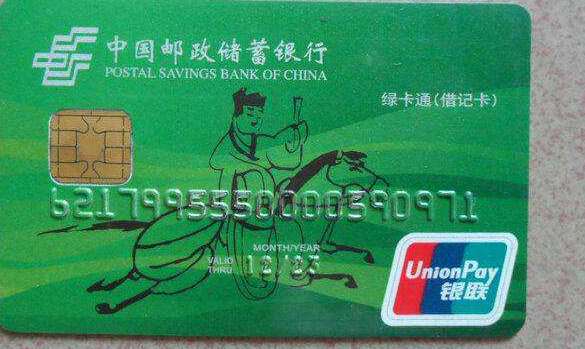 中国邮政储蓄银行
POSTAL SAVINGS BANK OF CHINA
绿卡通(借记卡)
6217995558000390971
MONTH/YEAR
VALID THRU 12/23
UnionPay
银联